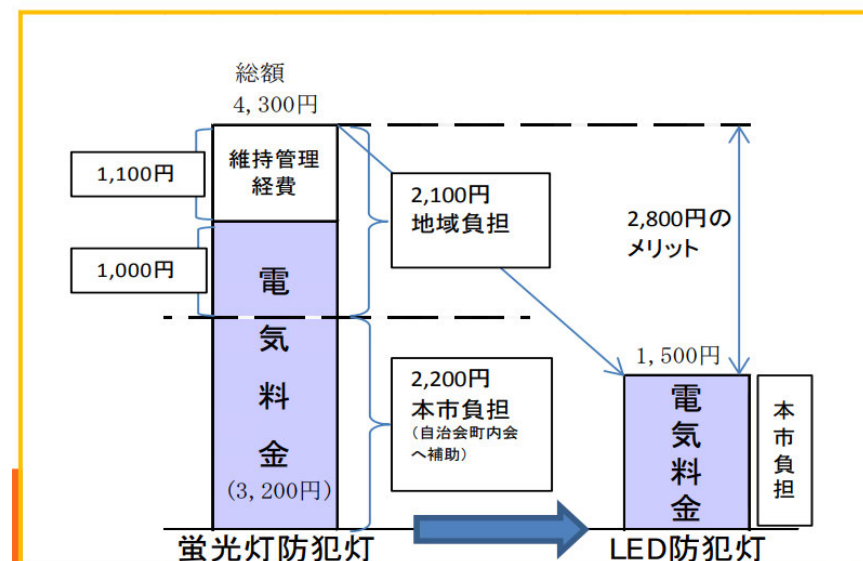 総額
4,300円
維持管理
経費
1,100円
1,000円
電
気
料
金
(3,200円)
2,100円
地域負担
2,200円
本市負担
（自治会町内会
へ補助）
2,800円の
メリット
1,500円
電
気
料
金
本
市
負
担
蛍光灯防犯灯
LED防犯灯